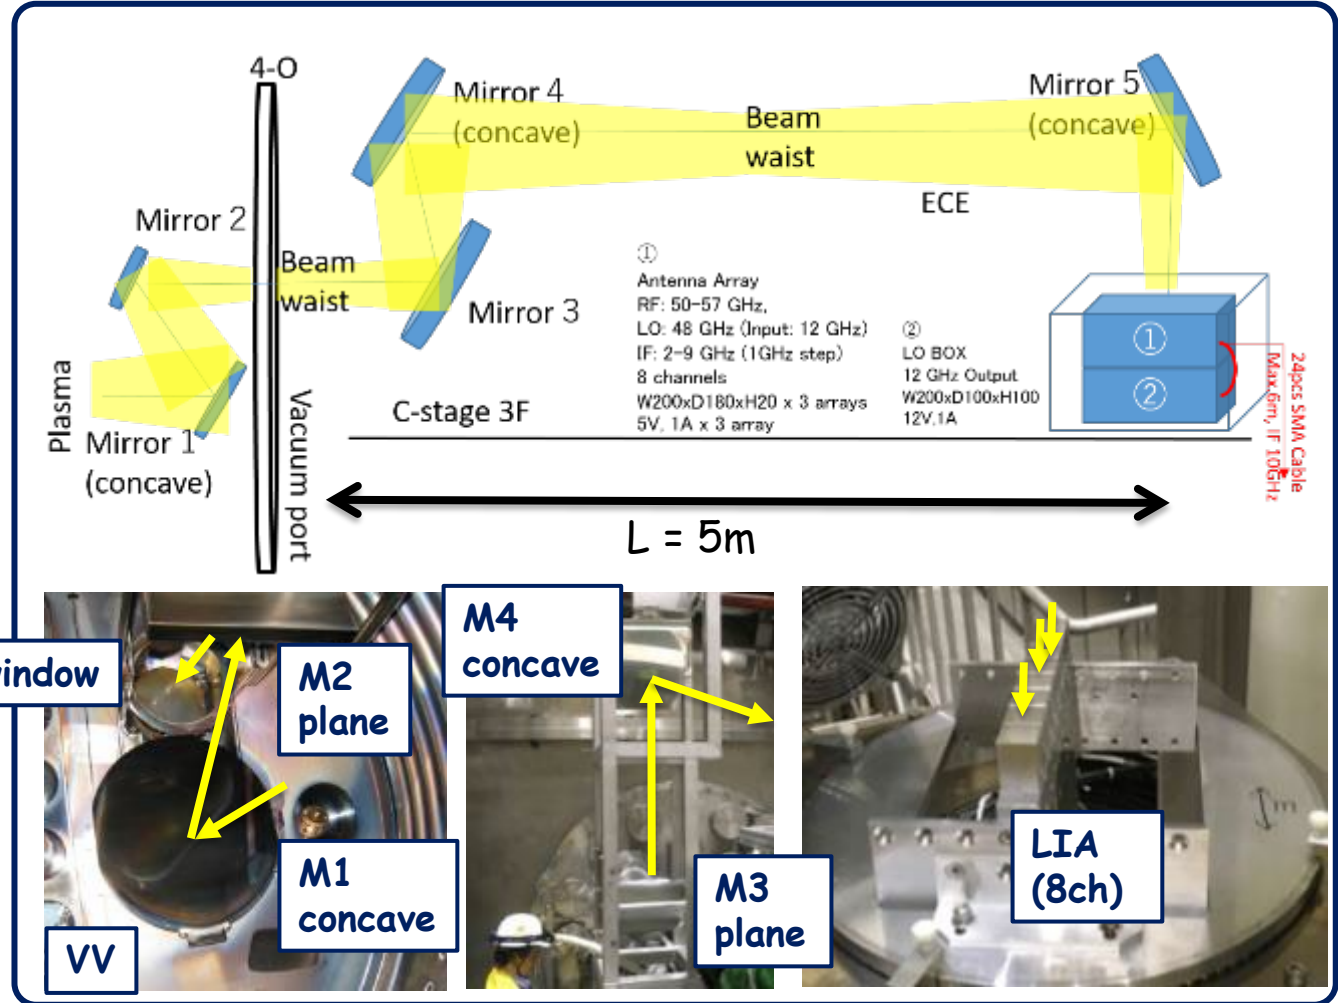 4-O
Mirror 4
(concave)
Mirror 5
(concave)
Beam
waist
ECE
Mirror 2
Beam
waist
Mirror 3
Plasma
Mirror 1
(concave)
Vacuum port
C-stage 3F
①
Antenna Array
RF: 50-57 GHz,
LO: 48 GHz (Input: 12 GHz)
IF: 2-9 GHz (1GHz step)
8 channels
W200xD180xH20 x 3 arrays
5V, 1A x 3 array
②
LO BOX
12 GHz Output
W200xD100xH100
12V,1A
①
②
24pcs SMA Cable
Max.6m, IF 10GHz
L = 5m
window
M2
plane
M1
concave
VV
M4
concave
M3
plane
LIA
(8ch)